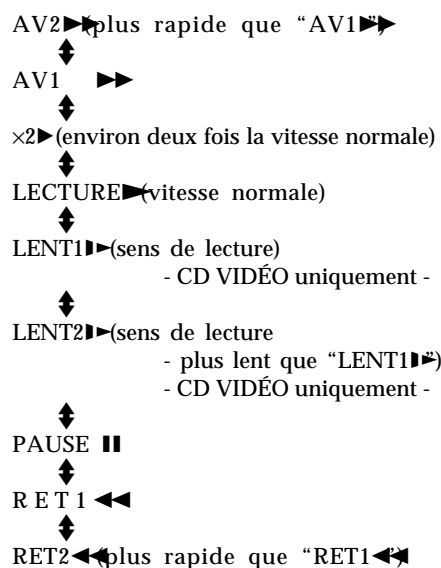 AV2▶▶(plus rapide que “AV1▶▶”)
AV1 ▶▶
×2▶(environ deux fois la vitesse normale)
LECTURE▶(vitesse normale)
LENT1▮▶(sens de lecture)
- CD VIDÉO uniquement -
LENT2▮▶(sens de lecture
- plus lent que “LENT1▮▶”)
- CD VIDÉO uniquement -
PAUSE ▮▮
RET1 ◀◀
RET2◀◀(plus rapide que “RET1◀◀”)